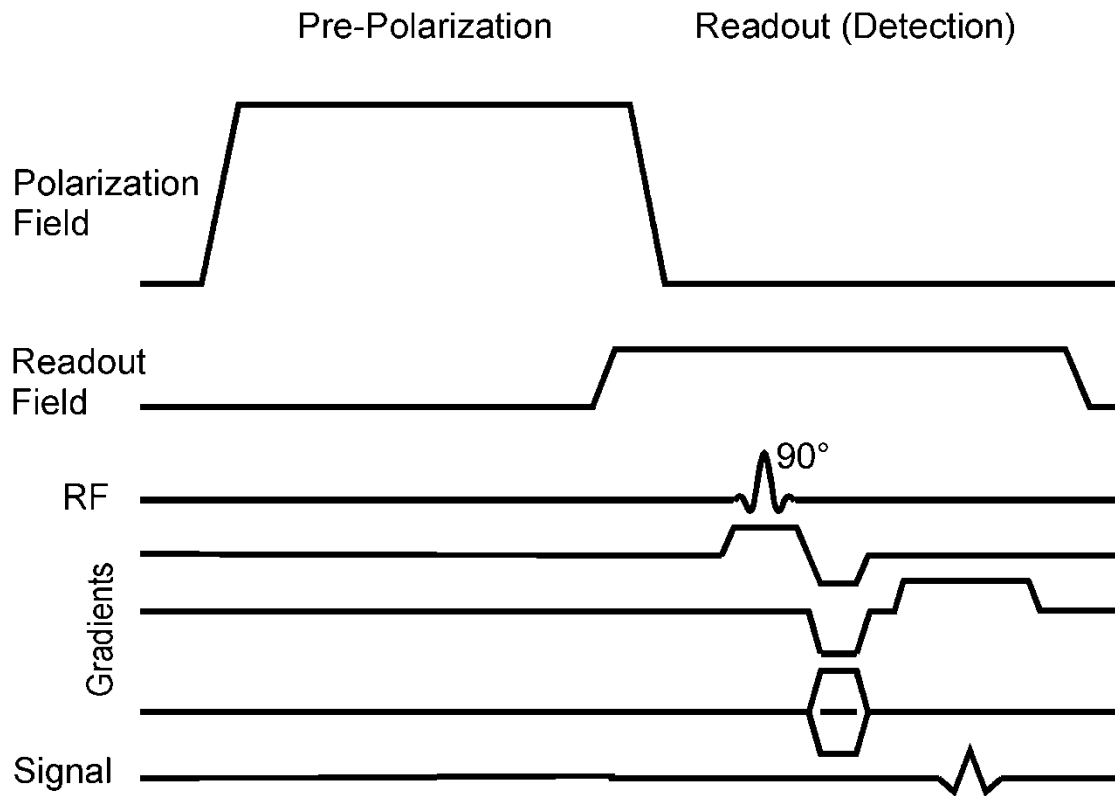 Pre-Polarization
Readout (Detection)
Polarization
Field
Readout
Field
90°
RF
Gradients
Signal